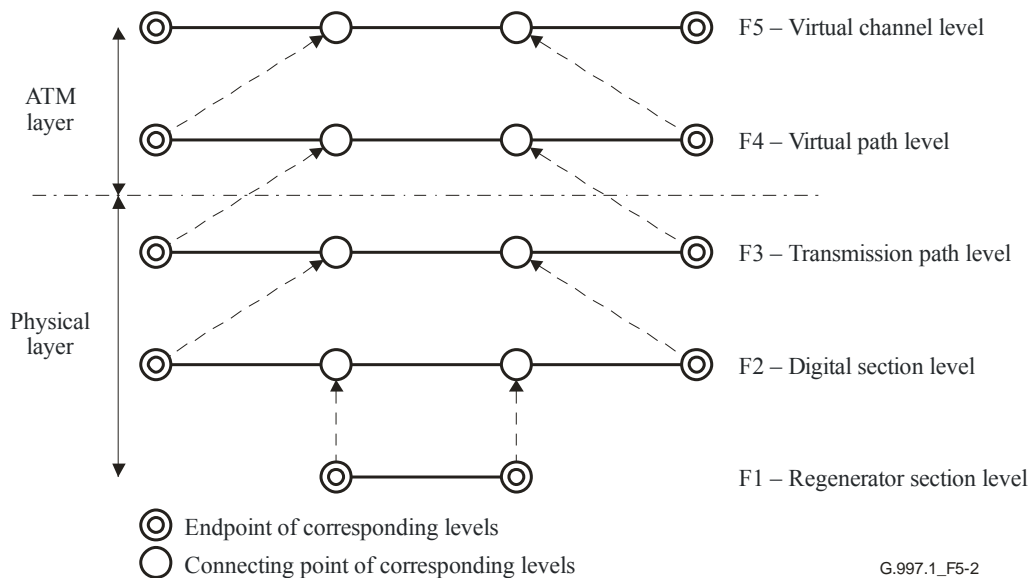 F5 – Virtual channel level
ATM
layer
F4 – Virtual path level
F3 – Transmission path level
Physical
layer
F2 – Digital section level
F1 – Regenerator section level
Endpoint of corresponding levels
Connecting point of corresponding levels
G.997.1_F5-2